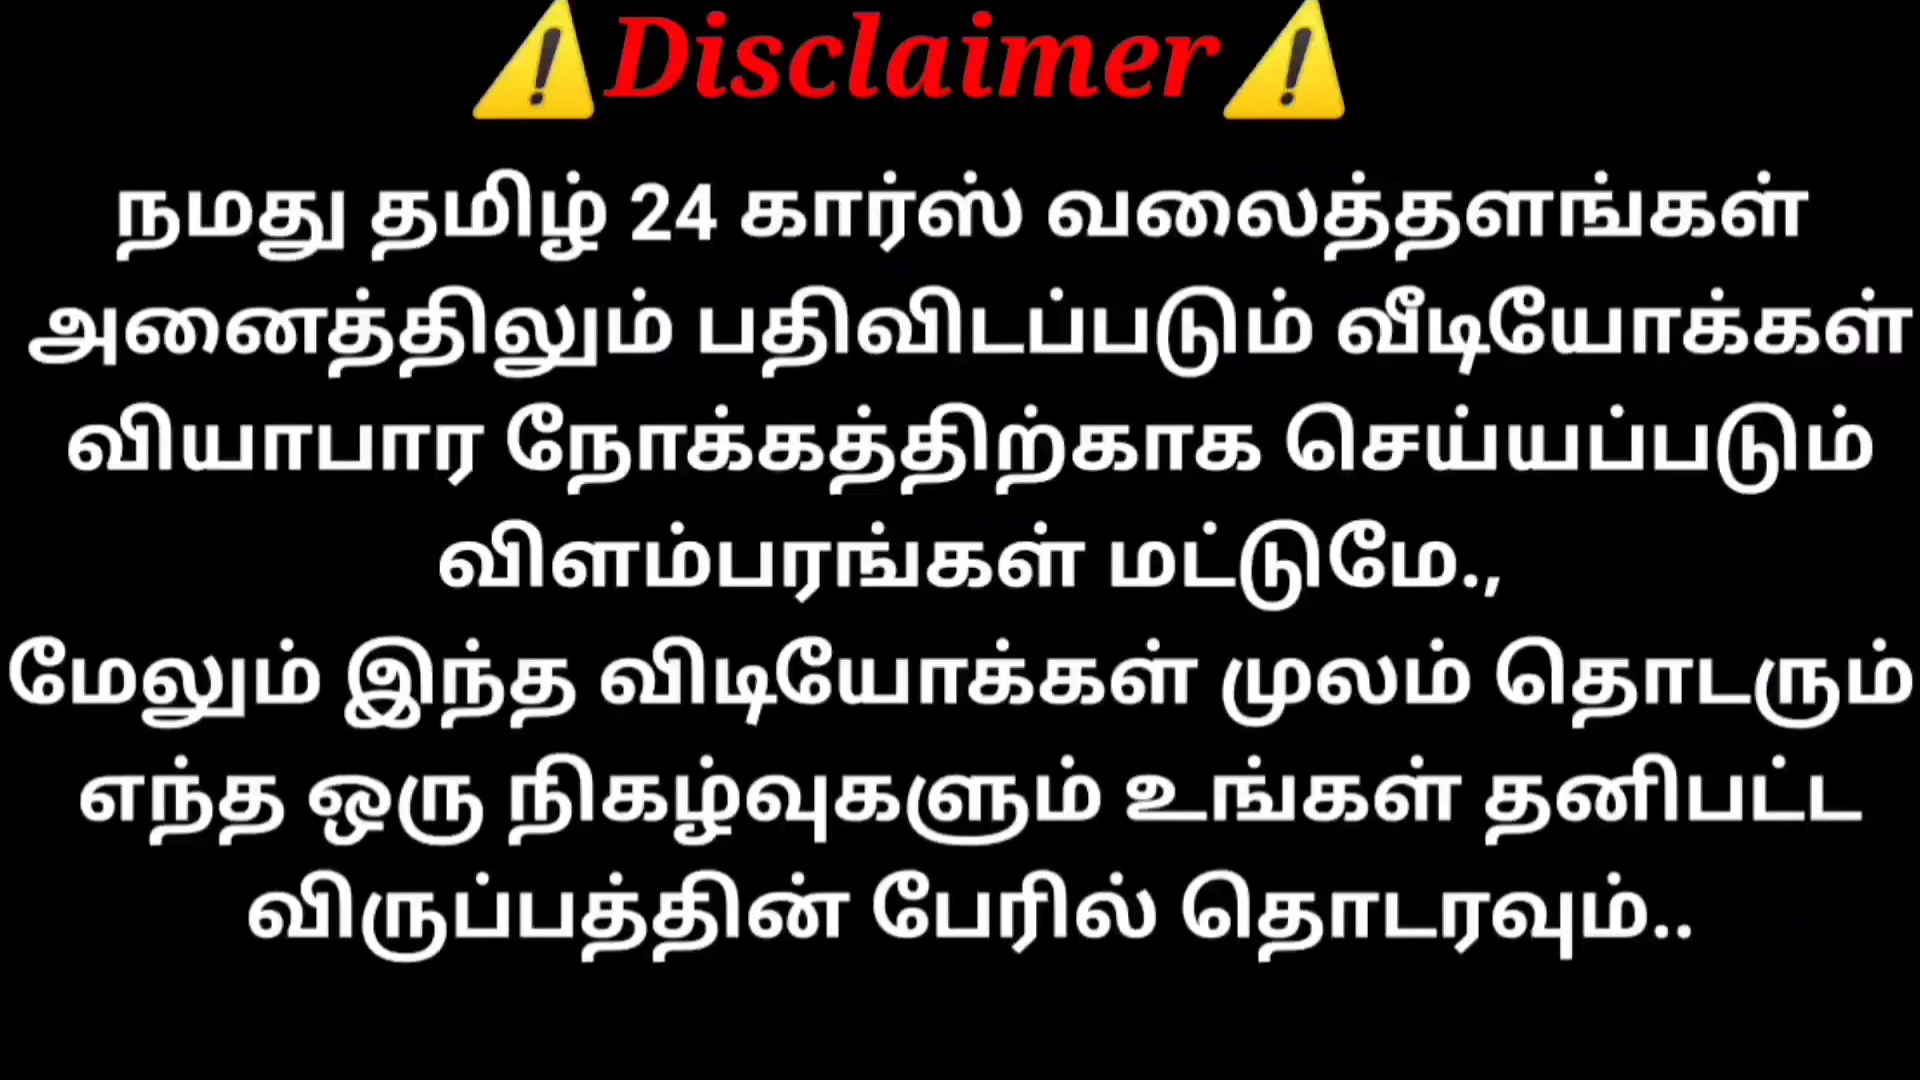 ⚠️Disclaimer⚠️
நமது தமிழ் 24 கார்ஸ் வலைத்தளங்கள்
அனைத்திலும் பதிவிடப்படும் வீடியோக்கள்
வியாபார நோக்கத்திற்காக செய்யப்படும்
விளம்பரங்கள் மட்டுமே.,
மேலும் இந்த விடியோக்கள் முலம் தொடரும்
எந்த ஒரு நிகழ்வுகளும் உங்கள் தனிபட்ட
விருப்பத்தின் பேரில் தொடரவும்..